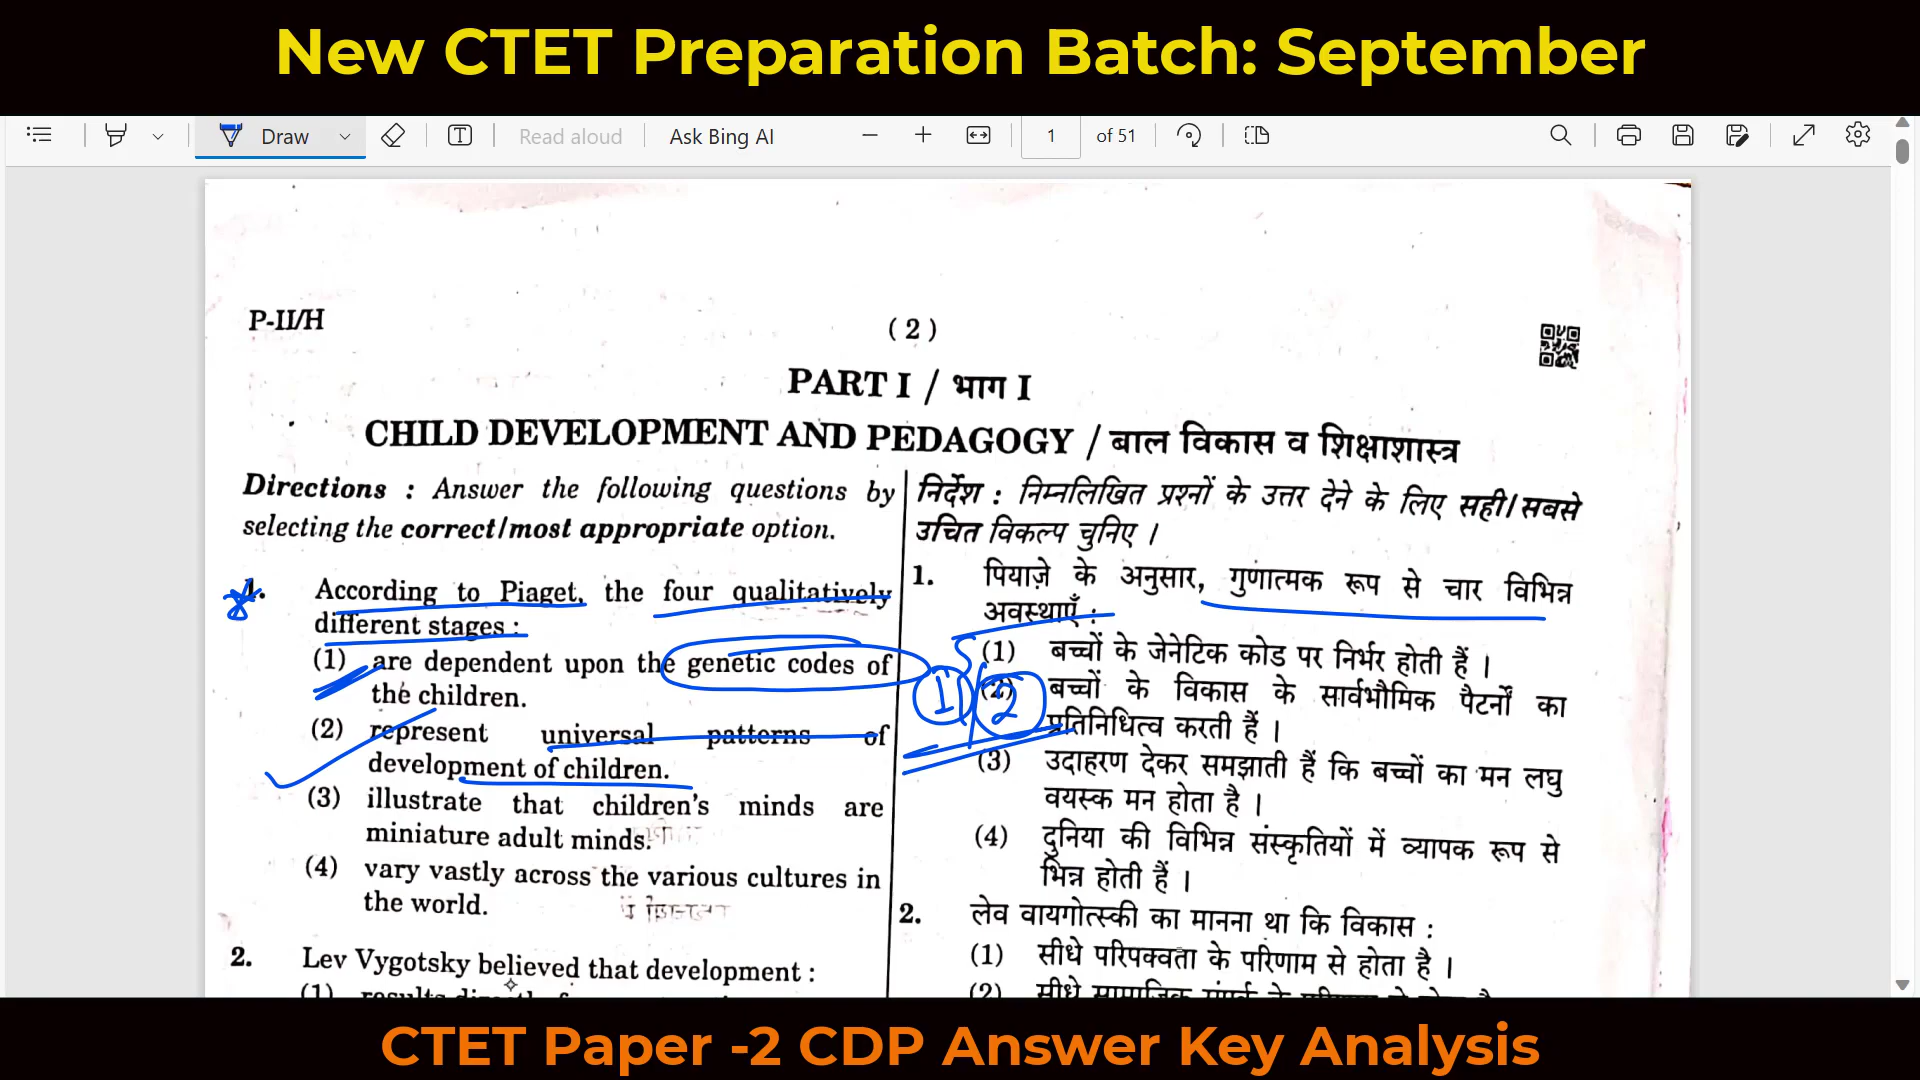 New CTET Preparation Batch: September
Draw
Read aloud
Ask Bing AI
1
of 51
P-II/H
( 2 )
PART I / भाग I
CHILD DEVELOPMENT AND PEDAGOGY / बाल विकास व शिक्षाशास्त्र
Directions : Answer the following questions by
selecting the correct/most appropriate option.
1. According to Piaget, the four qualitatively
different stages :
(1) are dependent upon the genetic codes of
the children.
(2) represent universal patterns of
development of children.
(3) illustrate that children's minds are
miniature adult minds.
(4) vary vastly across the various cultures in
the world.
2. Lev Vygotsky believed that development :
(1) results directly
निर्देश : निम्नलिखित प्रश्नों के उत्तर देने के लिए सही/सबसे
उचित विकल्प चुनिए ।
1. पियाज़े के अनुसार, गुणात्मक रूप से चार विभिन्न
अवस्थाएँ :
(1) बच्चों के जेनेटिक कोड पर निर्भर होती हैं ।
(2) बच्चों के विकास के सार्वभौमिक पैटर्नों का
प्रतिनिधित्व करती हैं ।
1 2
(3) उदाहरण देकर समझाती हैं कि बच्चों का मन लघु
वयस्क मन होता है ।
(4) दुनिया की विभिन्न संस्कृतियों में व्यापक रूप से
भिन्न होती हैं ।
2. लेव वायगोत्स्की का मानना था कि विकास :
(1) सीधे परिपक्वता के परिणाम से होता है ।
(2) सीधे सामाजिक
CTET Paper -2 CDP Answer Key Analysis